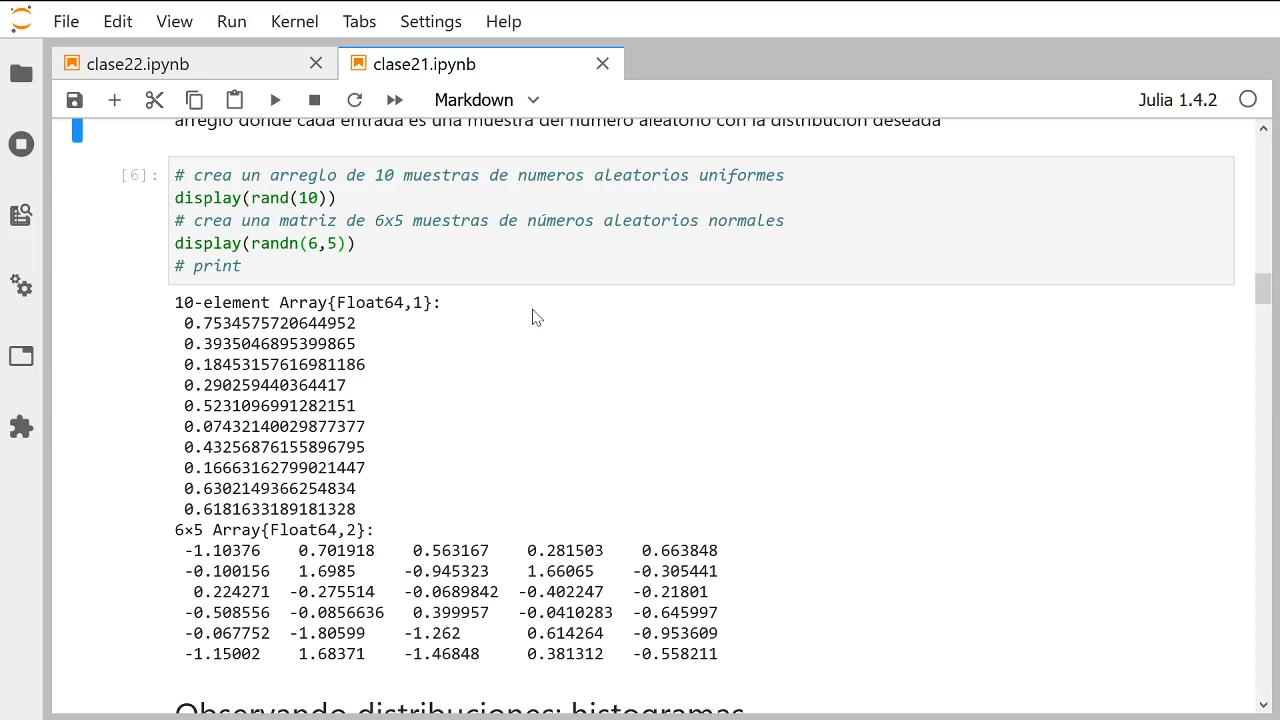 File Edit View Run Kernel Tabs Settings Help
clase22.ipynb clase21.ipynb
Markdown Julia 1.4.2
arreglo donde cada entrada es una muestra del número aleatorio con la distribución deseada
[6]: # crea un arreglo de 10 muestras de numeros aleatorios uniformes
display(rand(10))
# crea una matriz de 6x5 muestras de números aleatorios normales
display(randn(6,5))
# print
10-element Array{Float64,1}:
0.7534575720644952
0.3935046895399865
0.18453157616981186
0.290259440364417
0.5231096991282151
0.07432140029877377
0.43256876155896795
0.16663162799021447
0.6302149366254834
0.6181633189181328
6×5 Array{Float64,2}:
-1.10376 0.701918 0.563167 0.281503 0.663848
-0.100156 1.6985 -0.945323 1.66065 -0.305441
0.224271 -0.275514 -0.0689842 -0.402247 -0.21801
-0.508556 -0.0856636 0.399957 -0.0410283 -0.645997
-0.067752 -1.80599 -1.262 0.614264 -0.953609
-1.15002 1.68371 -1.46848 0.381312 -0.558211
Observando distribuciones: histogramas